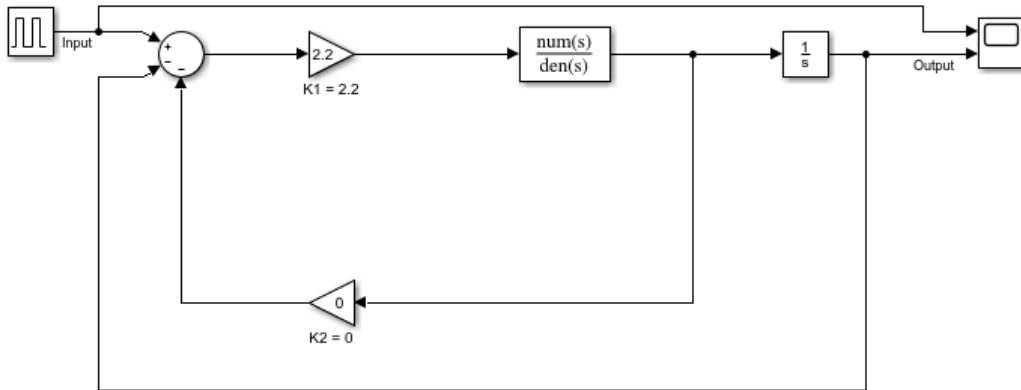 Input
+
−
−
2.2
K1 = 2.2
num(s)
den(s)
1
s
Output
0
K2 = 0